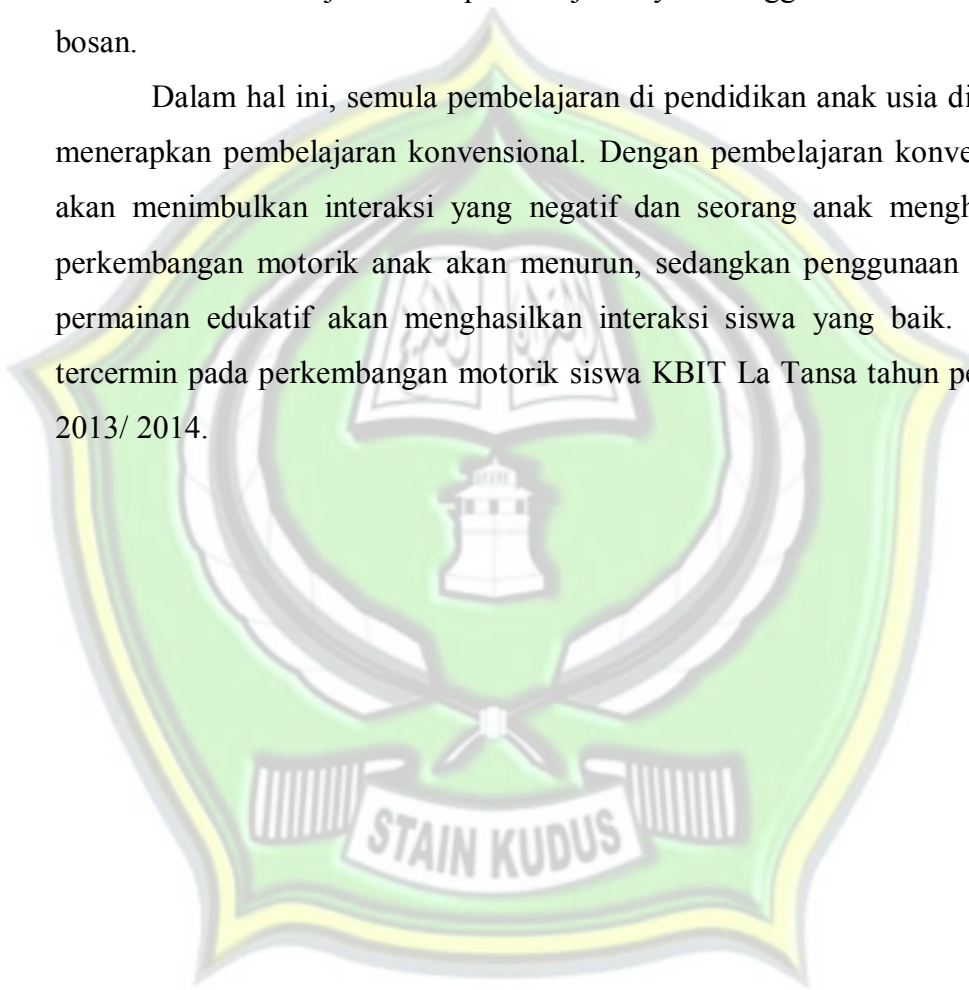 bosan.
Dalam hal ini, semula pembelajaran di pendidikan anak usia
menerapkan pembelajaran konvensional. Dengan pembelajaran
akan menimbulkan interaksi yang negatif dan seorang anak
perkembangan motorik anak akan menurun, sedangkan penggunaan
permainan edukatif akan menghasilkan interaksi siswa yang baik.
tercermin pada perkembangan motorik siswa KBIT La Tansa tahun
2013/ 2014.
STAIN KUDUS